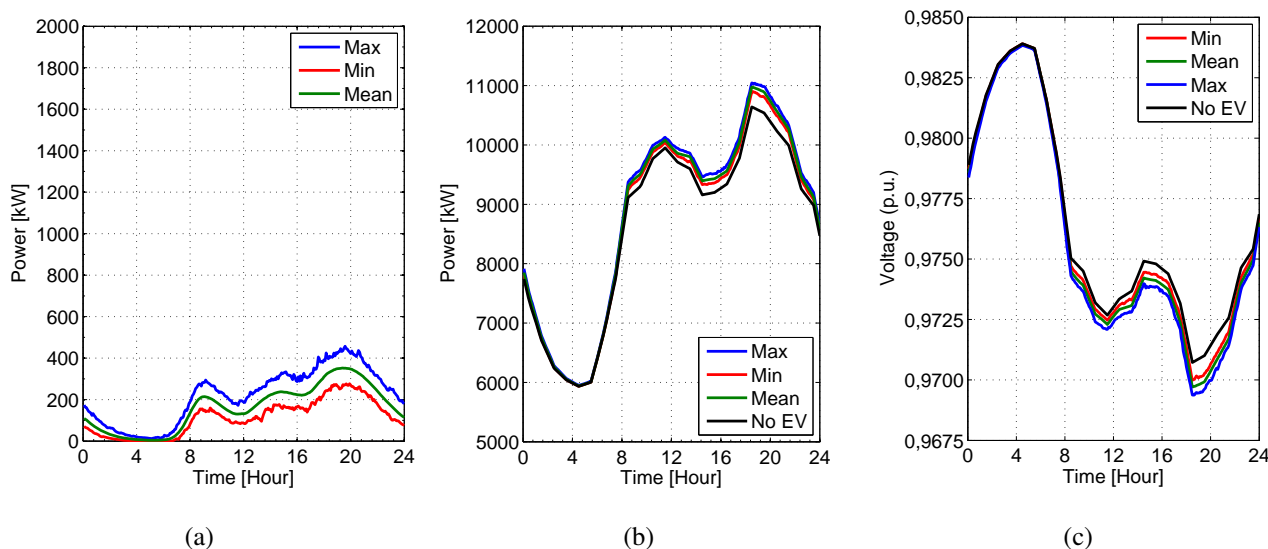 2000
1800
1600
1400
1200
1000
800
600
400
200
0
Power [kW]
0 4 8 12 16 20 24
Time [Hour]
Max
Min
Mean
(a)
12000
11000
10000
9000
8000
7000
6000
5000
Power [kW]
0 4 8 12 16 20 24
Time [Hour]
Max
Min
Mean
No EV
(b)
0,9850
0,9825
0,9800
0,9775
0,9750
0,9725
0,9700
0,9675
Voltage (p.u.)
0 4 8 12 16 20 24
Time [Hour]
Min
Mean
Max
No EV
(c)